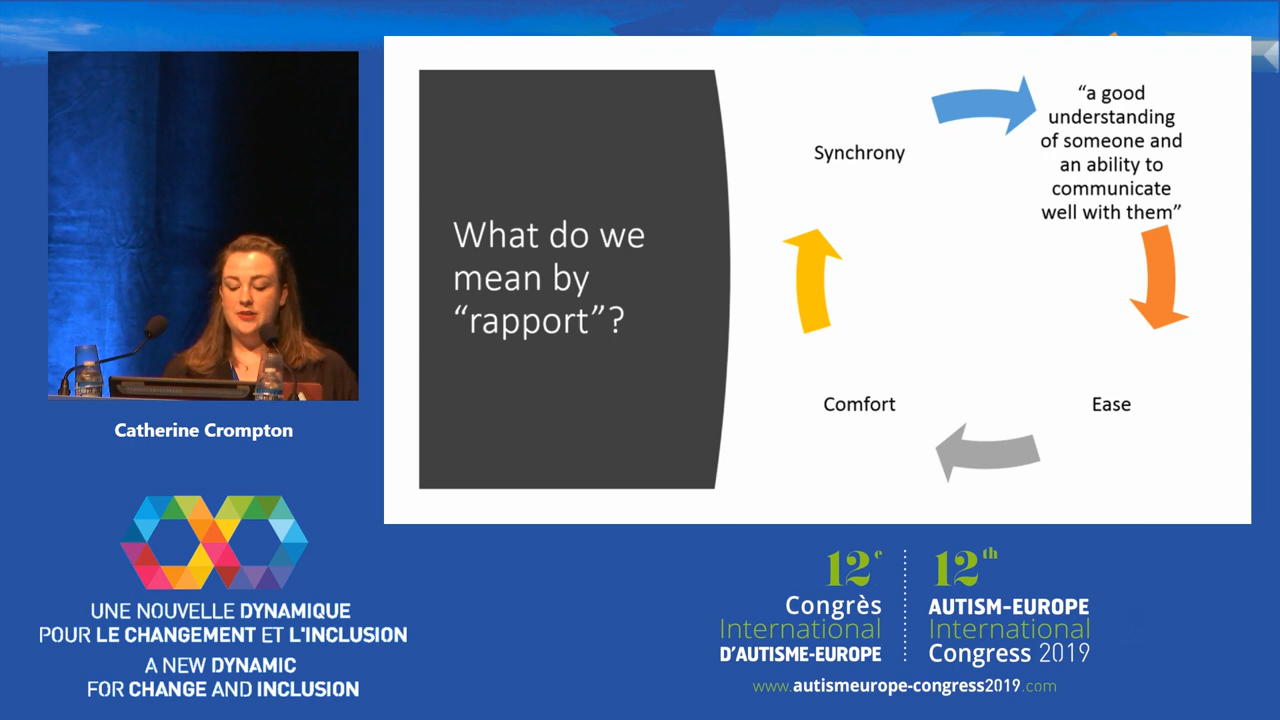 Synchrony
“a good
understanding
of someone and
an ability to
communicate
well with them”
What do we
mean by
“rapport”?
Comfort
Ease
Catherine Crompton
UNE NOUVELLE DYNAMIQUE
POUR LE CHANGEMENT ET L'INCLUSION
A NEW DYNAMIC
FOR CHANGE AND INCLUSION
12e
Congrès
International
D'AUTISME-EUROPE
12th
AUTISM-EUROPE
International
Congress 2019
www.autismeurope-congress2019.com